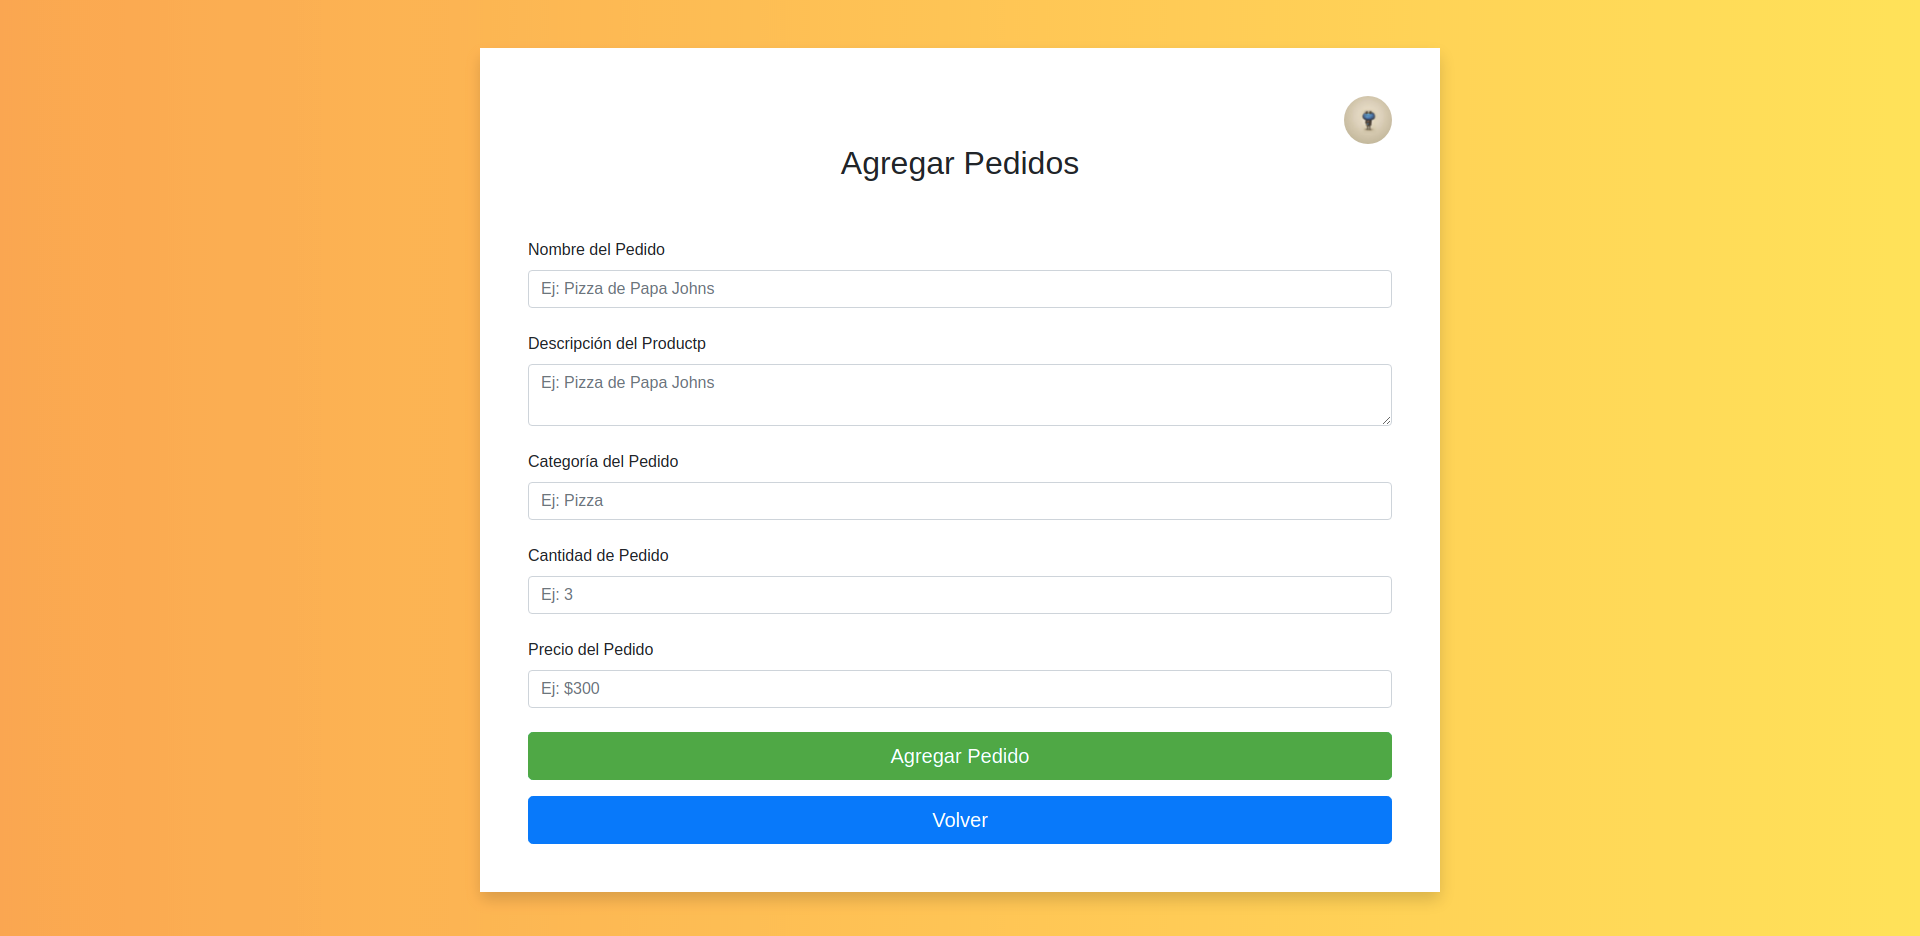 Agregar Pedidos
Nombre del Pedido
Ej: Pizza de Papa Johns
Descripción del Productp
Ej: Pizza de Papa Johns
Categoría del Pedido
Ej: Pizza
Cantidad de Pedido
Ej: 3
Precio del Pedido
Ej: $300
Agregar Pedido
Volver